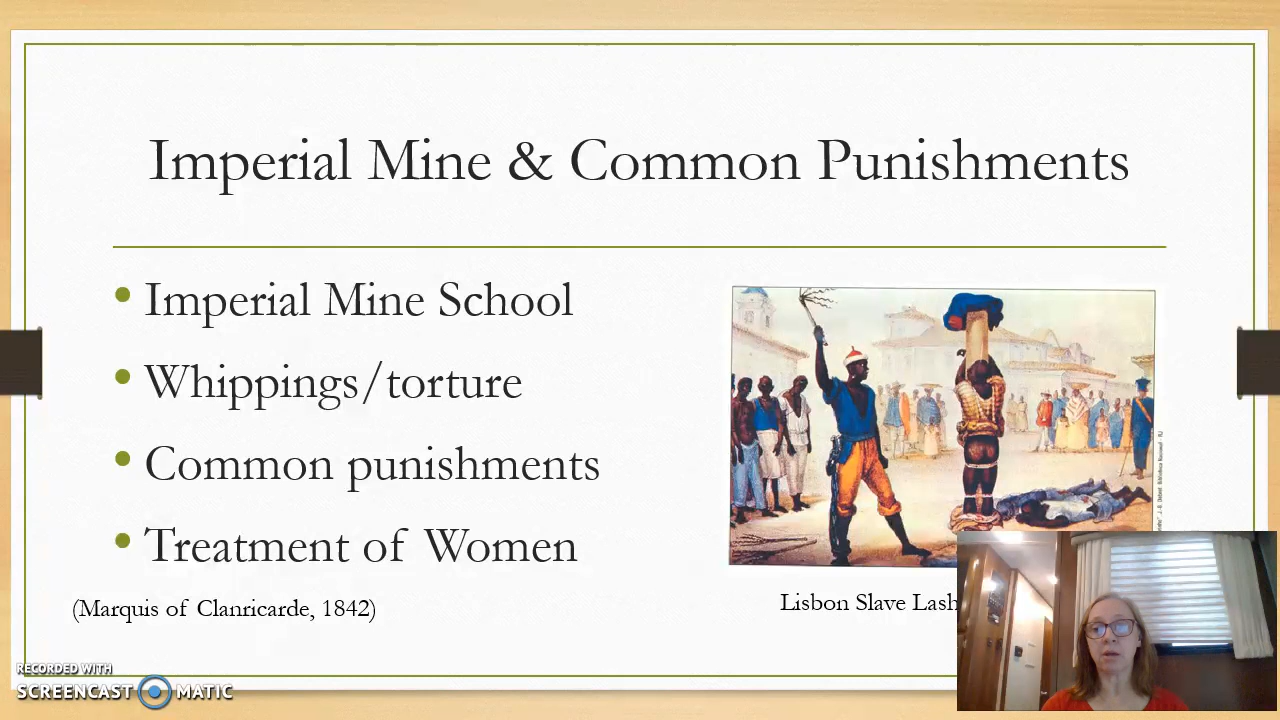 Imperial Mine & Common Punishments
• Imperial Mine School
• Whippings/torture
• Common punishments
• Treatment of Women
(Marquis of Clanricarde, 1842)
Lisbon Slave Lash
RECORDED WITH
SCREENCAST MATIC